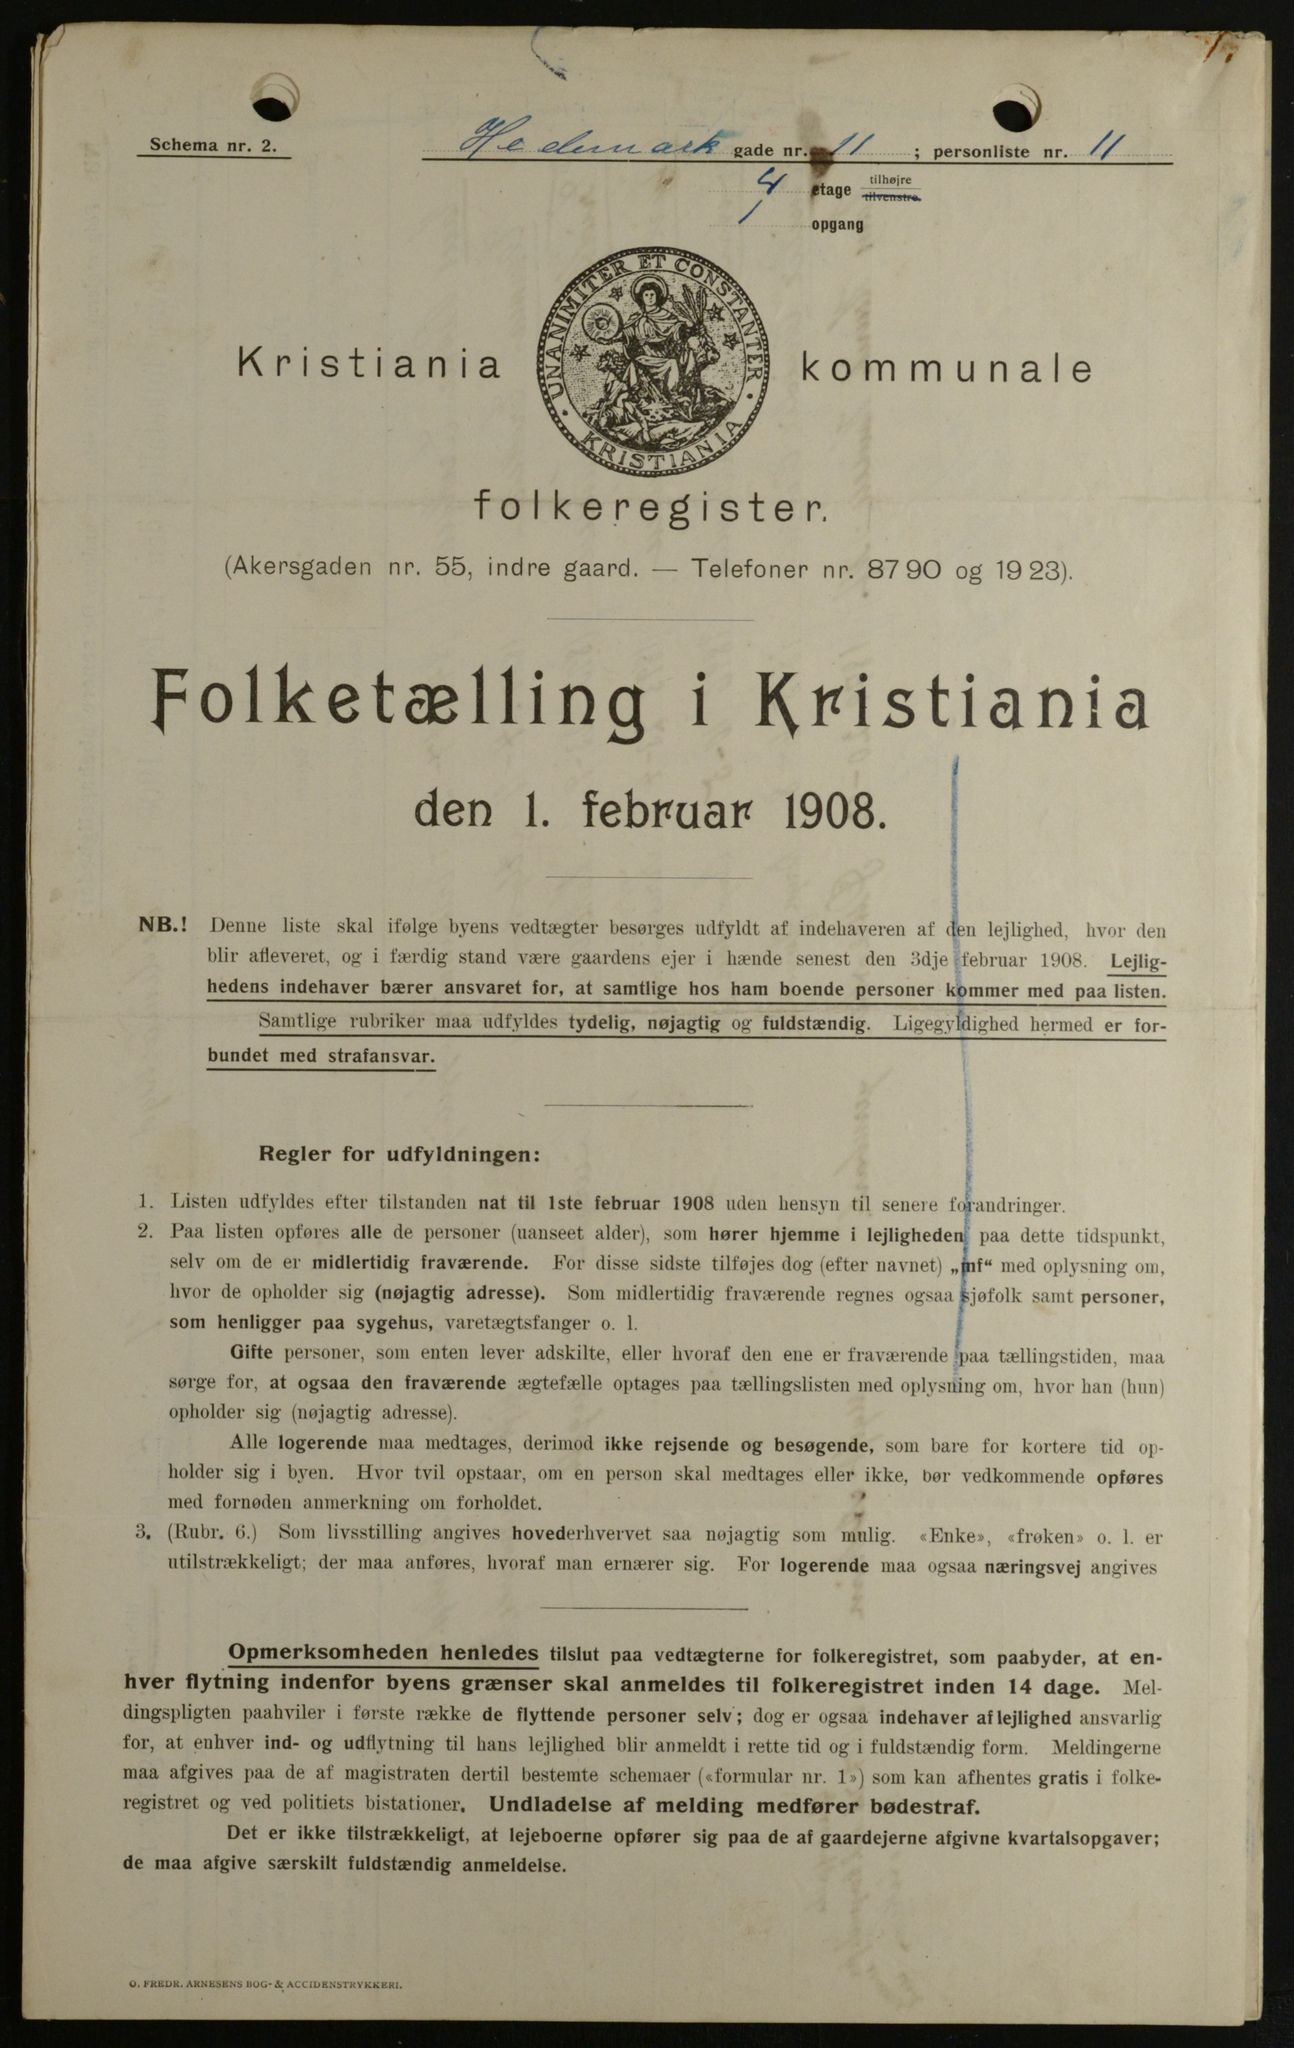 Schema nr. 2.
Hedemark gade nr. 11 ; personliste nr. 11
4 etage tilhøjre tilvenstre.
1 opgang
UNANIMITER ET CONSTANTER
KRISTIANIA
Kristiania kommunale
folkeregister.
(Akersgaden nr. 55, indre gaard. — Telefoner nr. 8790 og 1923).
Folketælling i Kristiania
den 1. februar 1908.
NB.! Denne liste skal ifølge byens vedtægter besørges udfyldt af indehaveren af den lejlighed, hvor den
blir afleveret, og i færdig stand være gaardens ejer i hænde senest den 3dje februar 1908. Lejlig-
hedens indehaver bærer ansvaret for, at samtlige hos ham boende personer kommer med paa listen.
Samtlige rubriker maa udfyldes tydelig, nøjagtig og fuldstændig. Ligegyldighed hermed er for-
bundet med strafansvar.
Regler for udfyldningen:
1. Listen udfyldes efter tilstanden nat til 1ste februar 1908 uden hensyn til senere forandringer.
2. Paa listen opføres alle de personer (uanseet alder), som hører hjemme i lejligheden paa dette tidspunkt,
selv om de er midlertidig fraværende. For disse sidste tilføjes dog (efter navnet) „mf“ med oplysning om,
hvor de opholder sig (nøjagtig adresse). Som midlertidig fraværende regnes ogsaa sjøfolk samt personer,
som henligger paa sygehus, varetægtsfanger o. l.
Gifte personer, som enten lever adskilte, eller hvoraf den ene er fraværende paa tællingstiden, maa
sørge for, at ogsaa den fraværende ægtefælle optages paa tællingslisten med oplysning om, hvor han (hun)
opholder sig (nøjagtig adresse).
Alle logerende maa medtages, derimod ikke rejsende og besøgende, som bare for kortere tid op-
holder sig i byen. Hvor tvil opstaar, om en person skal medtages eller ikke, bør vedkommende opføres
med fornøden anmerkning om forholdet.
3. (Rubr. 6.) Som livsstilling angives hovederhvervet saa nøjagtig som mulig. «Enke», «frøken» o. l. er
utilstrækkeligt; der maa anføres, hvoraf man ernærer sig. For logerende maa ogsaa næringsvej angives
Opmerksomheden henledes tilslut paa vedtægterne for folkeregistret, som paabyder, at en-
hver flytning indenfor byens grænser skal anmeldes til folkeregistret inden 14 dage. Mel-
dingspligten paahviler i første række de flyttende personer selv; dog er ogsaa indehaver af lejlighed ansvarlig
for, at enhver ind- og udflytning til hans lejlighed blir anmeldt i rette tid og i fuldstændig form. Meldingerne
maa afgives paa de af magistraten dertil bestemte schemaer («formular nr. 1») som kan afhentes gratis i folke-
registret og ved politiets bistationer. Undladelse af melding medfører bødestraf.
Det er ikke tilstrækkeligt, at lejeboerne opfører sig paa de af gaardejerne afgivne kvartalsopgaver;
de maa afgive særskilt fuldstændig anmeldelse.
O. FREDR. ARNESENS BOG- & ACCIDENSTRYKKERI.